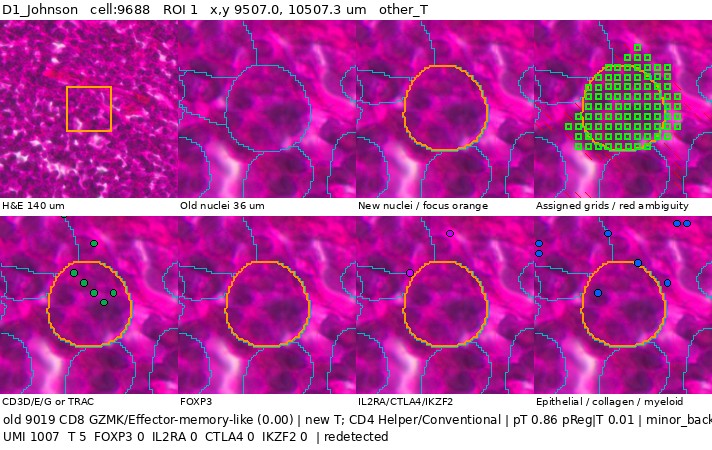 D1_Johnson   cell:9688   ROI 1   x,y 9507.0, 10507.3 um   other_T
H&E 140 um
Old nuclei 36 um
New nuclei / focus orange
Assigned grids / red ambiguity
CD3D/E/G or TRAC
FOXP3
IL2RA/CTLA4/IKZF2
Epithelial / collagen / myeloid
old 9019 CD8 GZMK/Effector-memory-like (0.00) | new T; CD4 Helper/Conventional | pT 0.86 pReg|T 0.01 | minor_back
UMI 1007  T 5  FOXP3 0  IL2RA 0  CTLA4 0  IKZF2 0  | redetected